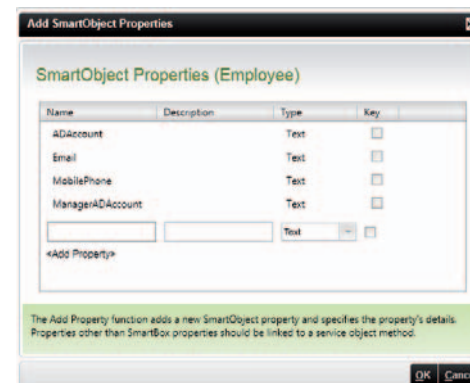 Add SmartObject Properties
SmartObject Properties (Employee)
Name Description Type Key
ADAccount Text
Email Text
MobilePhone Text
ManagerADAccount Text
Text
<Add Property>
The Add Property function adds a new SmartObject property and specifies the property's details.
Properties other than SmartBox properties should be linked to a service object method.
OK Canc